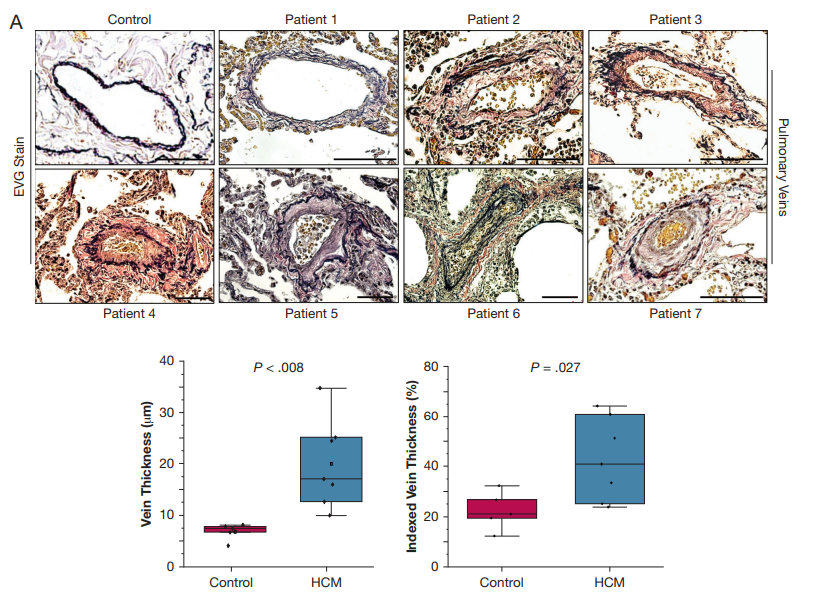 A
Control
Patient 1
Patient 2
Patient 3
EVG Stain
Pulmonary Veins
Patient 4
Patient 5
Patient 6
Patient 7
P < .008
Vein Thickness (μm)
40
30
20
10
0
Control
HCM
P = .027
Indexed Vein Thickness (%)
80
60
40
20
0
Control
HCM